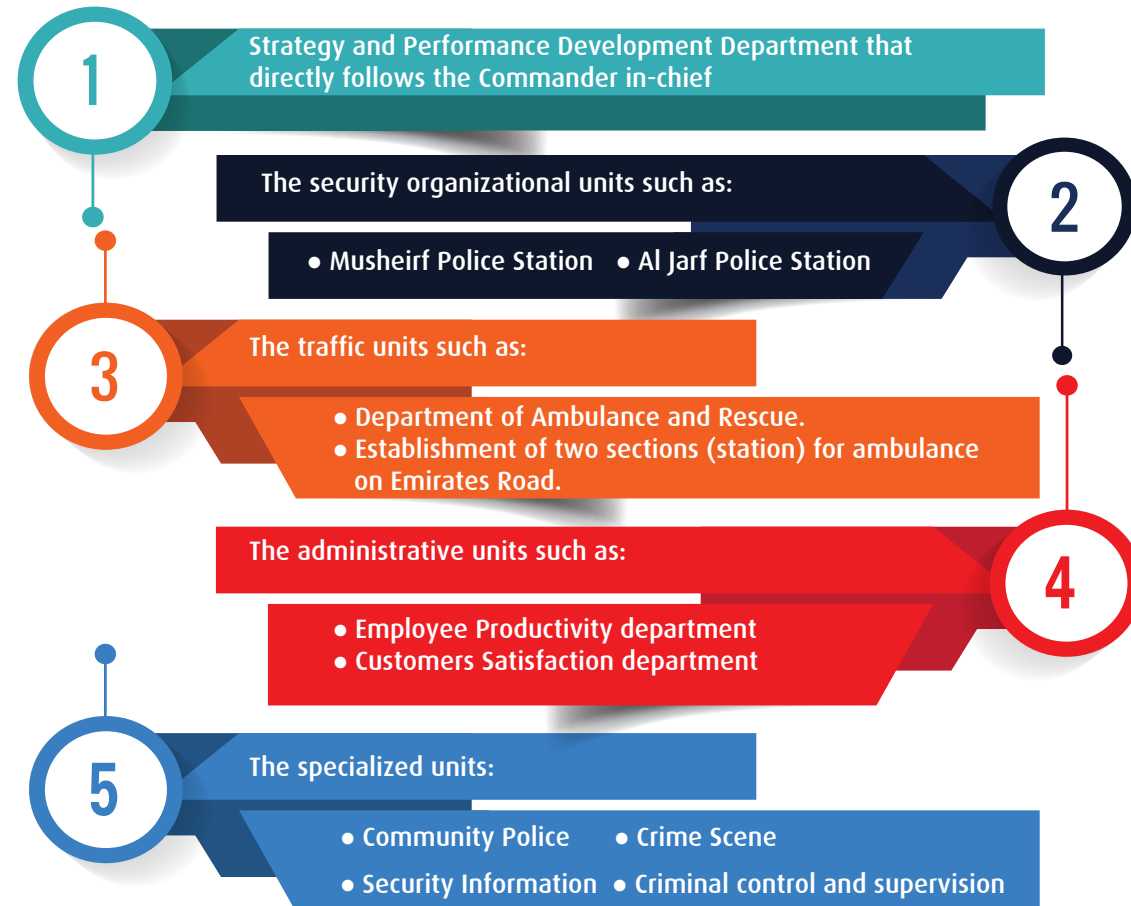 1
Strategy and Performance Development Department that
directly follows the Commander in-chief
2
The security organizational units such as:
● Musheirf Police Station ● Al Jarf Police Station
3
The traffic units such as:
● Department of Ambulance and Rescue.
● Establishment of two sections (station) for ambulance
on Emirates Road.
4
The administrative units such as:
● Employee Productivity department
● Customers Satisfaction department
5
The specialized units:
● Community Police ● Crime Scene
● Security Information ● Criminal control and supervision